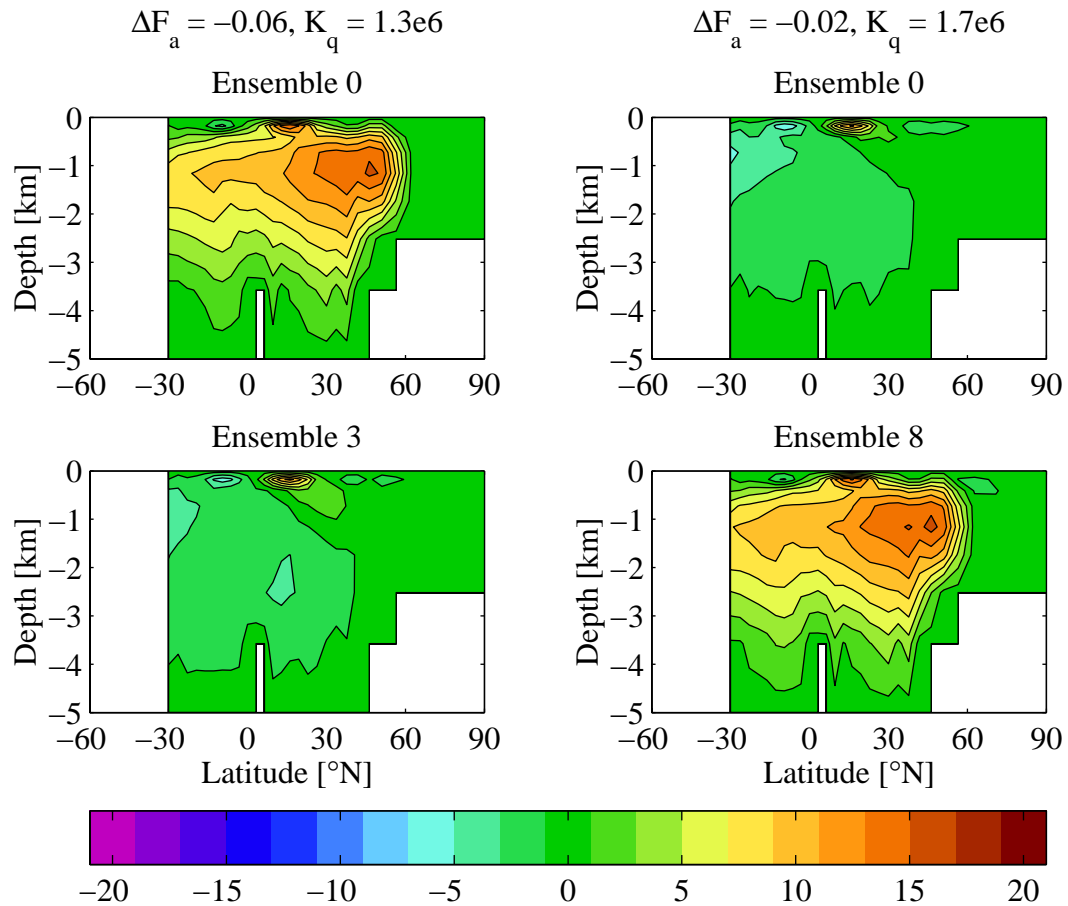 ΔF_a = −0.06, K_q = 1.3e6
ΔF_a = −0.02, K_q = 1.7e6
Ensemble 0
Ensemble 0
0
−1
−2
−3
−4
−5
Depth [km]
−60 −30 0 30 60 90
0
−1
−2
−3
−4
−5
Depth [km]
−60 −30 0 30 60 90
Ensemble 3
Ensemble 8
0
−1
−2
−3
−4
−5
Depth [km]
−60 −30 0 30 60 90
Latitude [°N]
0
−1
−2
−3
−4
−5
Depth [km]
−60 −30 0 30 60 90
Latitude [°N]
−20 −15 −10 −5 0 5 10 15 20